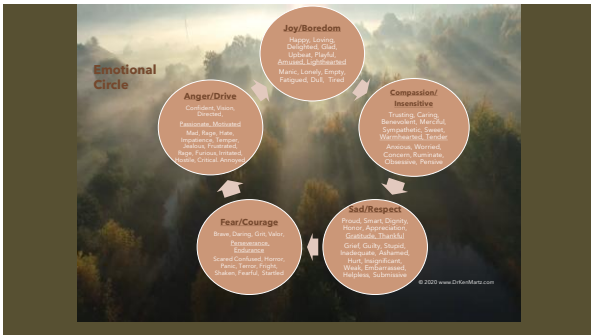 Emotional
Circle
Joy/Boredom
Happy, Loving,
Delighted, Glad,
Upbeat, Playful,
Amused, Lighthearted
Manic, Lonely, Empty,
Fatigued, Dull, Tired
Compassion/
Insensitive
Trusting, Caring,
Benevolent, Merciful,
Sympathetic, Sweet,
Warmhearted, Tender
Anxious, Worried,
Concern, Ruminate,
Obsessive, Pensive
Sad/Respect
Proud, Smart, Dignity,
Honor, Appreciation,
Gratitude, Thankful
Grief, Guilty, Stupid,
Inadequate, Ashamed,
Hurt, Insignificant,
Weak, Embarrassed,
Helpless, Submissive
Fear/Courage
Brave, Daring, Grit, Valor,
Perseverance,
Endurance
Scared, Confused, Horror,
Panic, Terror, Fright,
Shaken, Fearful, Startled
Anger/Drive
Confident, Vision,
Directed,
Passionate, Motivated
Mad, Rage, Hate,
Impatience, Temper,
Jealous, Frustrated,
Rage, Furious, Irritated,
Hostile, Critical, Annoyed
© 2020 www.DrKenMartz.com